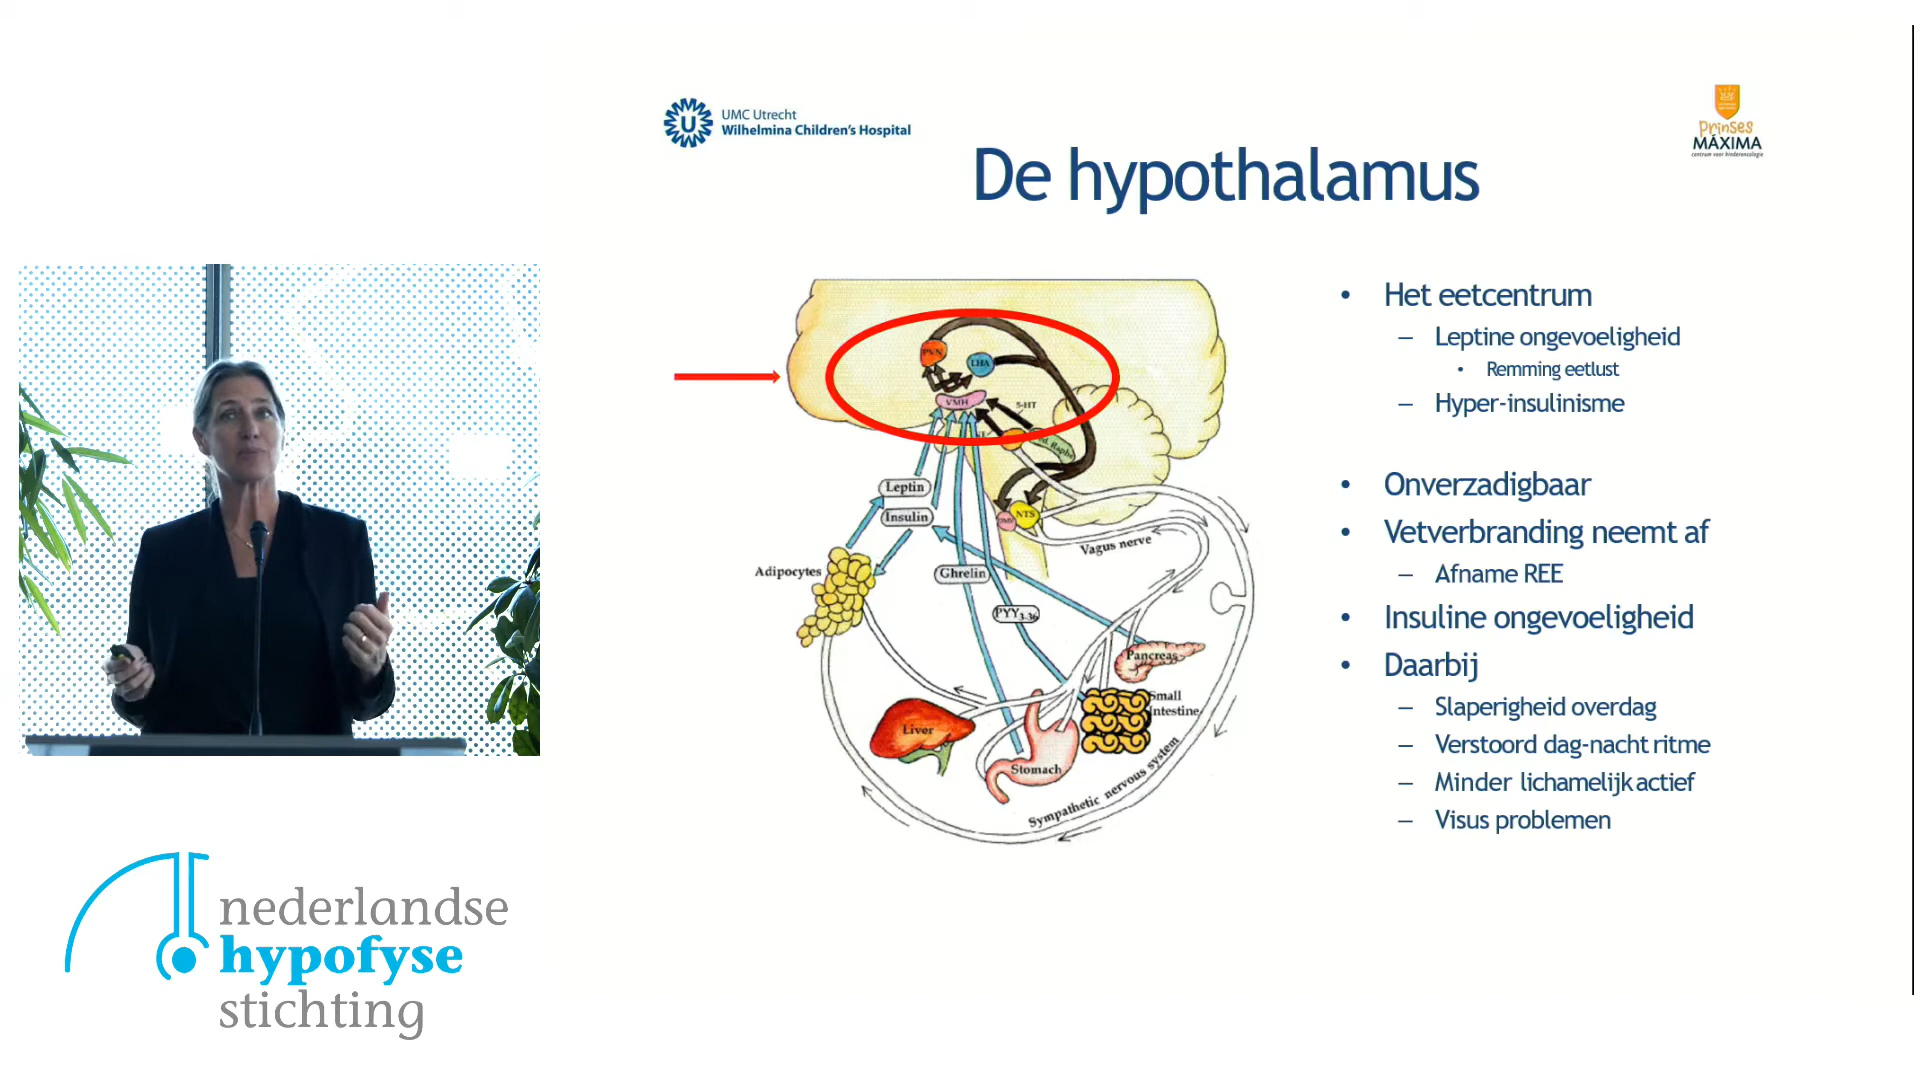 UMC Utrecht
Wilhelmina Children's Hospital
Prinses
MÁXIMA
centrum voor kinderoncologie
De hypothalamus
PVN
LHA
VMH
5-HT
Leptin
Insulin
NTS
Vagus nerve
Adipocytes
Ghrelin
PYY3-36
Pancreas
Small
Intestine
Liver
Stomach
Sympathetic nervous system
• Het eetcentrum
– Leptine ongevoeligheid
• Remming eetlust
– Hyper-insulinisme
• Onverzadigbaar
• Vetverbranding neemt af
– Afname REE
• Insuline ongevoeligheid
• Daarbij
– Slaperigheid overdag
– Verstoord dag-nacht ritme
– Minder lichamelijk actief
– Visus problemen
nederlandse
hypofyse
stichting